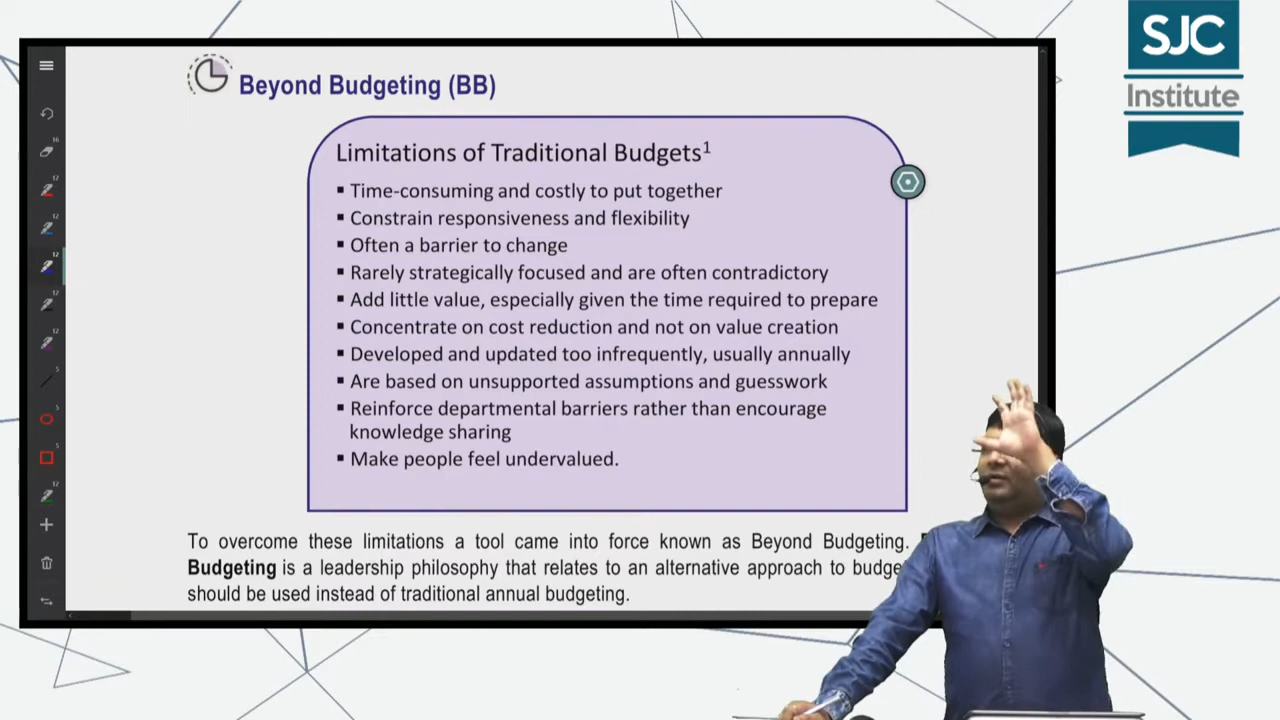 SJC
Institute
Beyond Budgeting (BB)
Limitations of Traditional Budgets¹
▪ Time-consuming and costly to put together
▪ Constrain responsiveness and flexibility
▪ Often a barrier to change
▪ Rarely strategically focused and are often contradictory
▪ Add little value, especially given the time required to prepare
▪ Concentrate on cost reduction and not on value creation
▪ Developed and updated too infrequently, usually annually
▪ Are based on unsupported assumptions and guesswork
▪ Reinforce departmental barriers rather than encourage
knowledge sharing
▪ Make people feel undervalued.
To overcome these limitations a tool came into force known as Beyond Budgeting.
Budgeting is a leadership philosophy that relates to an alternative approach to
should be used instead of traditional annual budgeting.